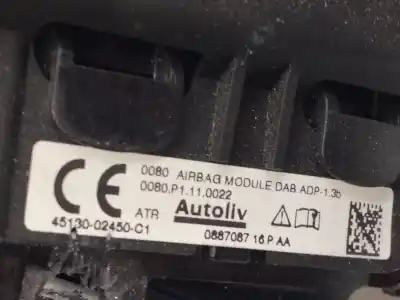 CE 0080 AIRBAG MODULE DAB ADP-1.3b
0080.P1.11.0022
ATR Autoliv
45130-02450-C1 0887087 16 P AA